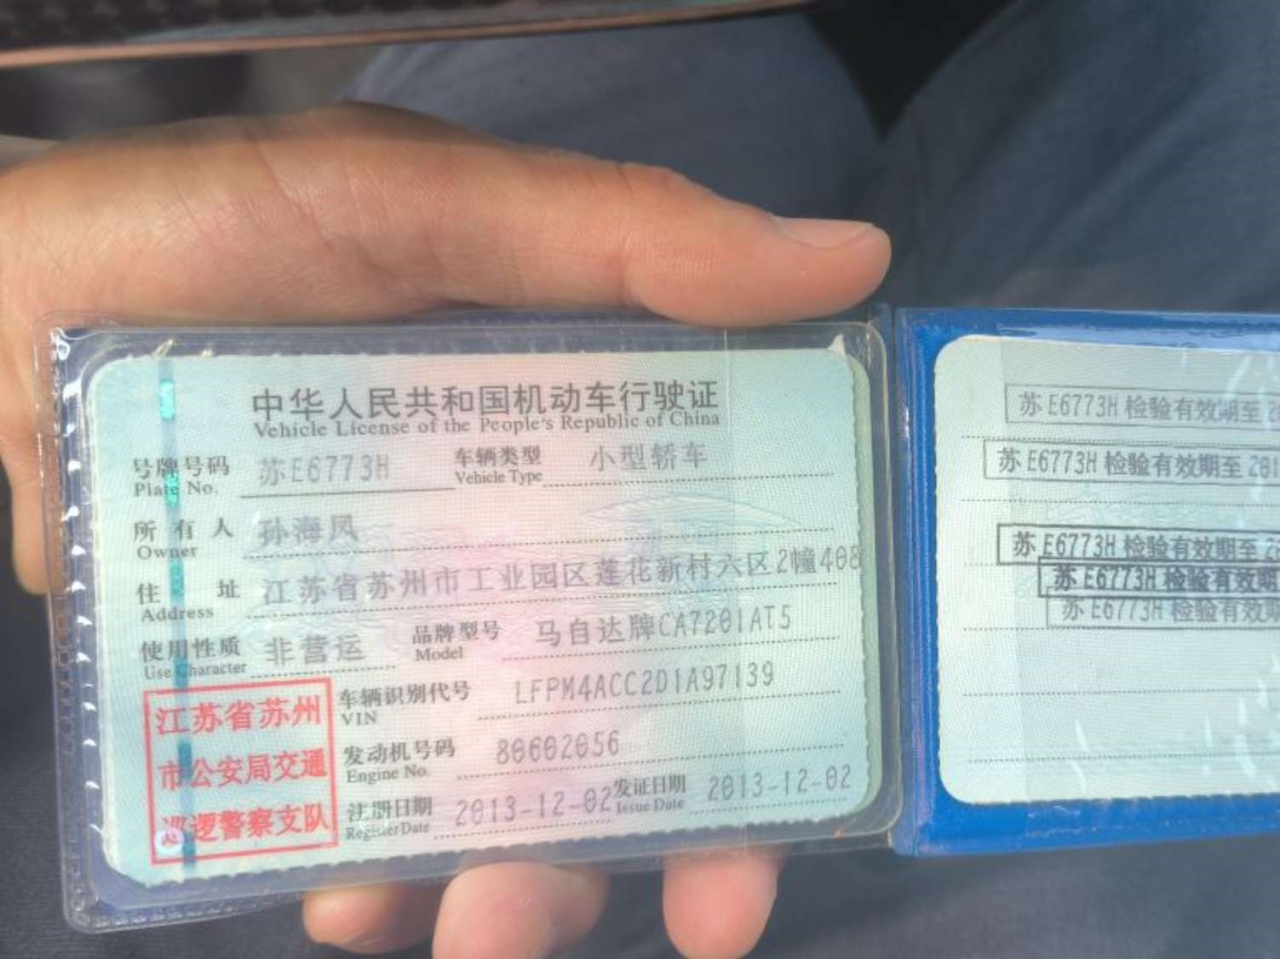 中华人民共和国机动车行驶证
Vehicle License of the People's Republic of China
号牌号码 苏E6773H 车辆类型 小型轿车
Plate No. Vehicle Type
所有人 孙海凤
Owner
住址 江苏省苏州市工业园区莲花新村六区2幢408
Address
使用性质 非营运 品牌型号 马自达牌CA7201AT5
Use Character Model
车辆识别代号 LFPM4ACC2D1A97139
VIN
发动机号码 80602056
Engine No.
注册日期 2013-12-02 发证日期 2013-12-02
Register Date Issue Date
江苏省苏州
市公安局交通
巡逻警察支队
苏E6773H 检验有效期至 2
苏E6773H 检验有效期至 201
苏E6773H 检验有效期至 2
苏E6773H 检验有效期
苏E6773H 检验有效